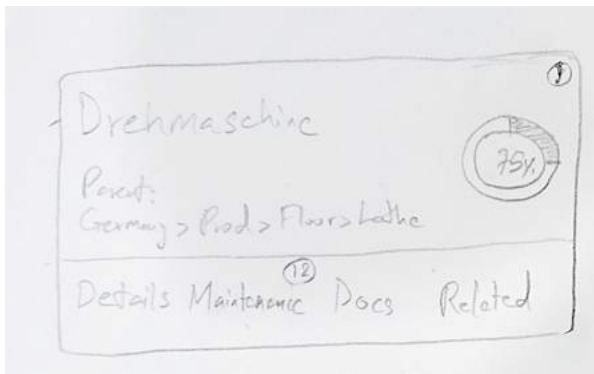 Drehmaschine
75%
Parent:
Germany > Prod > Floor > Lathe
12
Details Maintenance Docs Related